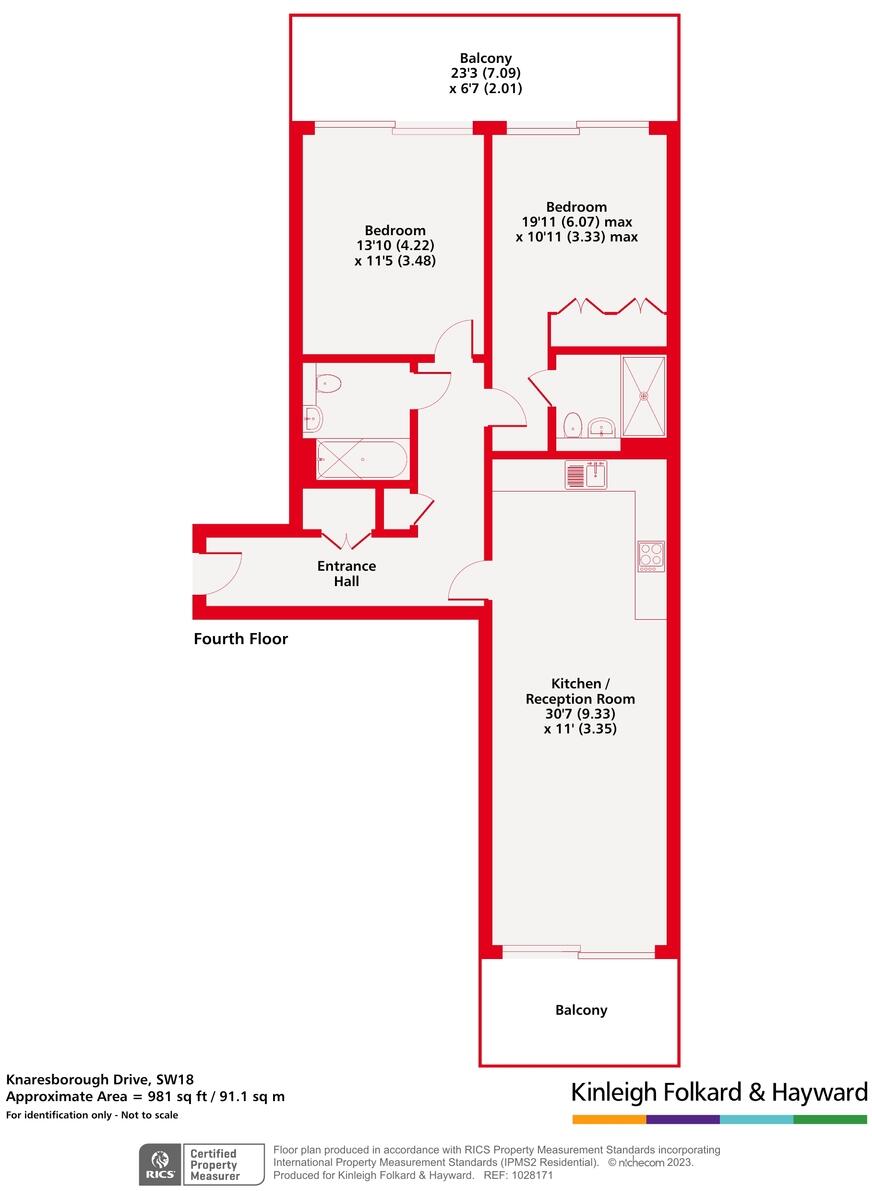 Balcony
23'3 (7.09)
x 6'7 (2.01)
Bedroom
19'11 (6.07) max
x 10'11 (3.33) max
Bedroom
13'10 (4.22)
x 11'5 (3.48)
Entrance
Hall
Fourth Floor
Kitchen /
Reception Room
30'7 (9.33)
x 11' (3.35)
Balcony
Knaresborough Drive, SW18
Approximate Area = 981 sq ft / 91.1 sq m
For identification only - Not to scale
Kinleigh Folkard & Hayward
RICS
Certified
Property
Measurer
Floor plan produced in accordance with RICS Property Measurement Standards incorporating
International Property Measurement Standards (IPMS2 Residential). © n!checom 2023.
Produced for Kinleigh Folkard & Hayward. REF: 1028171